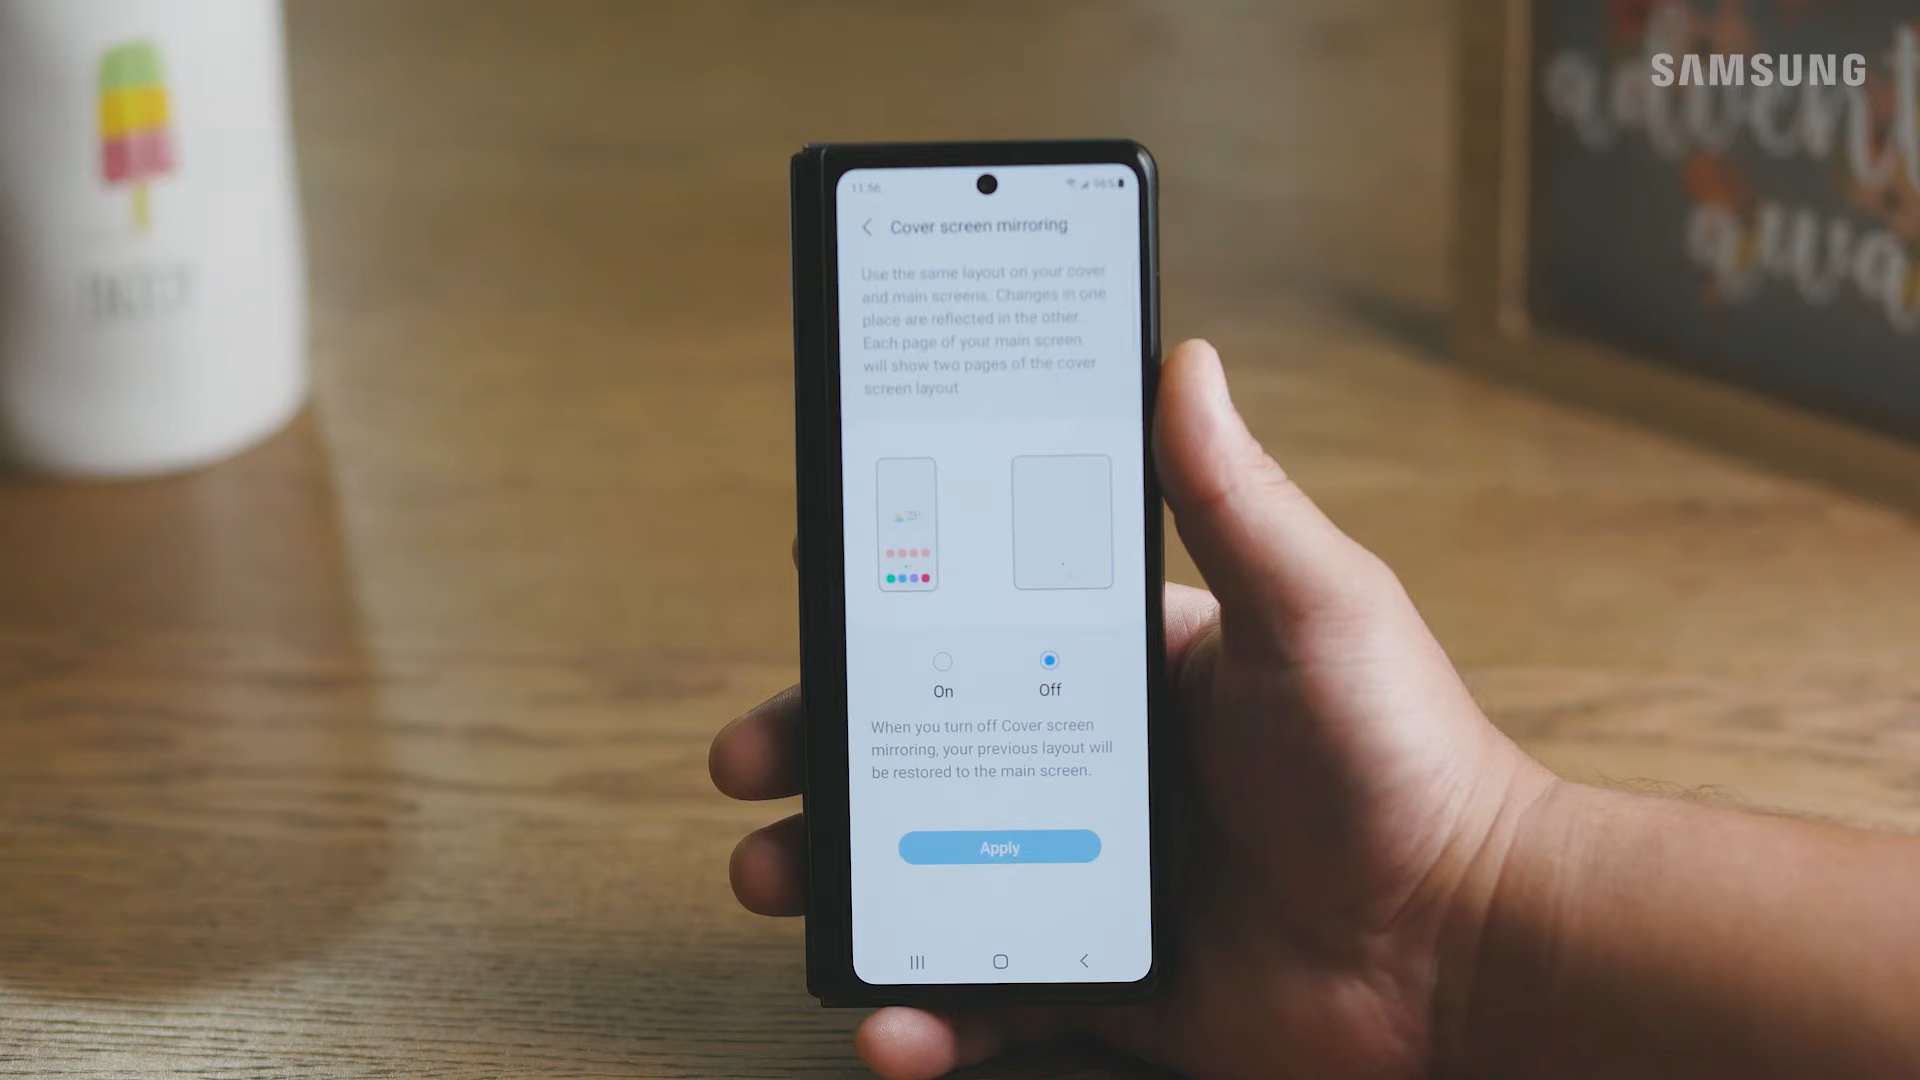 SAMSUNG
11:56
96%
Cover screen mirroring
Use the same layout on your cover
and main screens. Changes in one
place are reflected in the other.
Each page of your main screen
will show two pages of the cover
screen layout
On
Off
When you turn off Cover screen
mirroring, your previous layout will
be restored to the main screen.
Apply